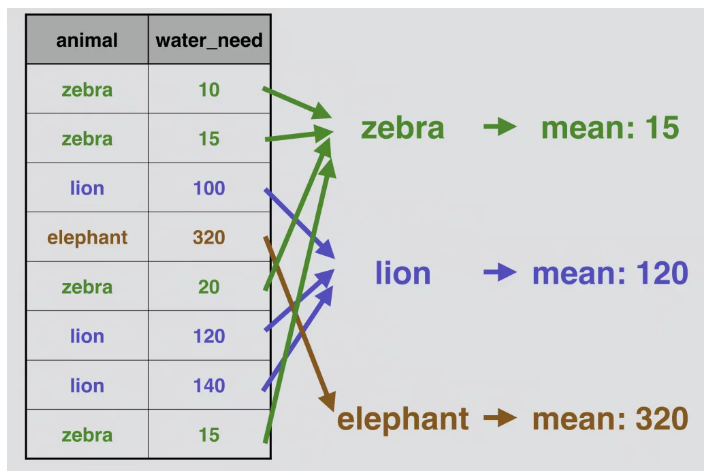 animal water_need
zebra 10
zebra 15
lion 100
elephant 320
zebra 20
lion 120
lion 140
zebra 15
zebra mean: 15
lion mean: 120
elephant mean: 320